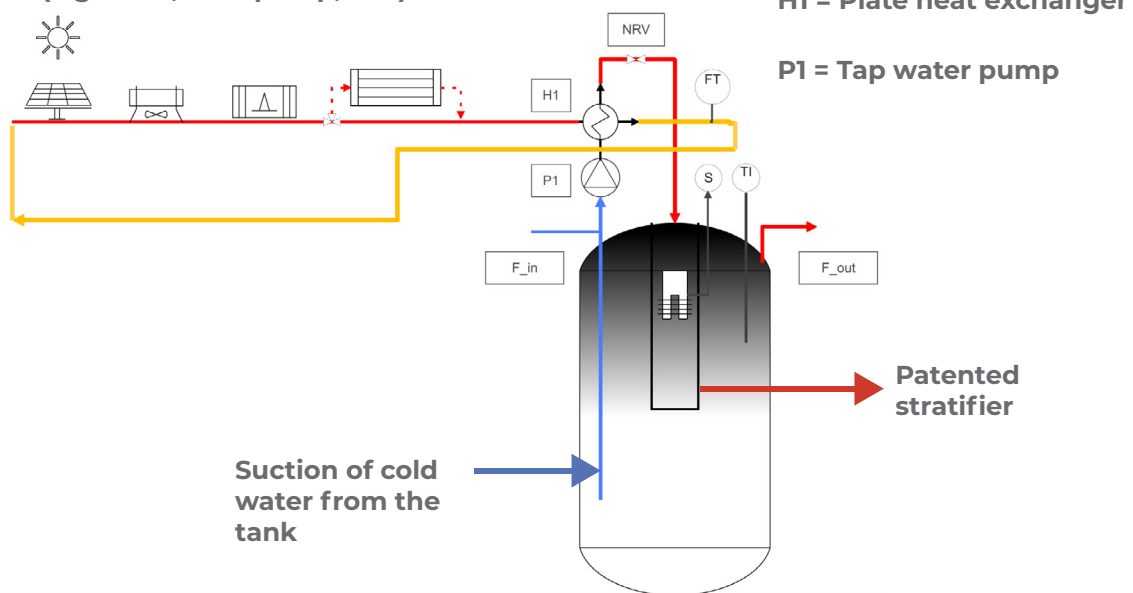 H1 = Plate heat exchanger
NRV
P1 = Tap water pump
FT
H1
P1
S
TI
F_in
F_out
Patented
stratifier
Suction of cold
water from the
tank